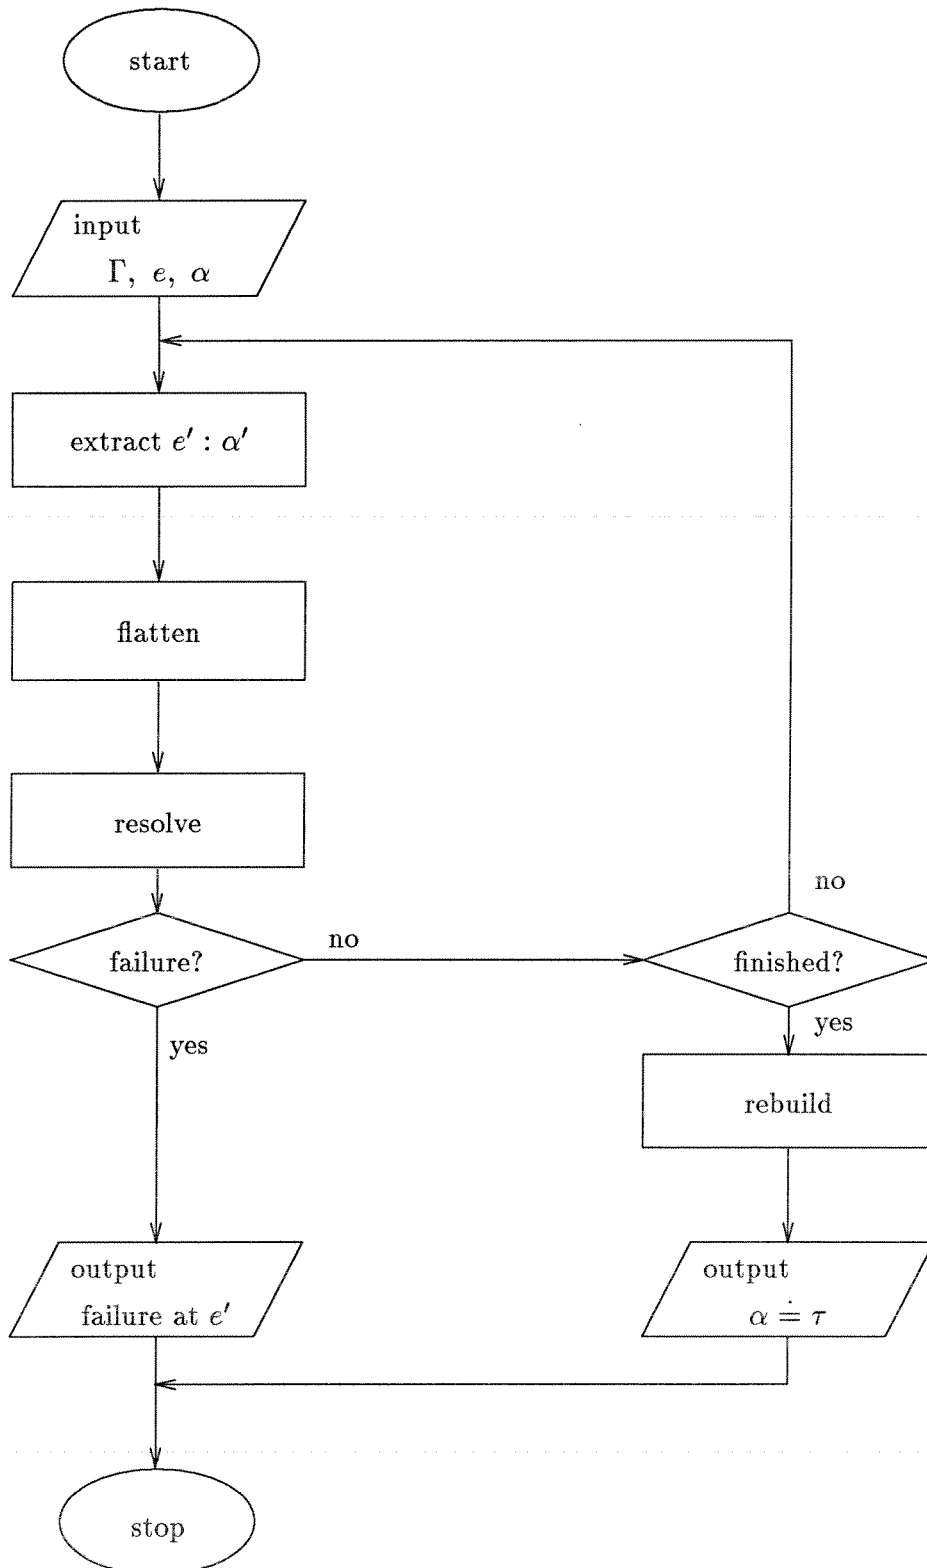 start
input
Γ, e, α
extract e′ : α′
flatten
resolve
failure?
no
finished?
no
yes
yes
rebuild
output
failure at e′
output
α ≐ τ
stop